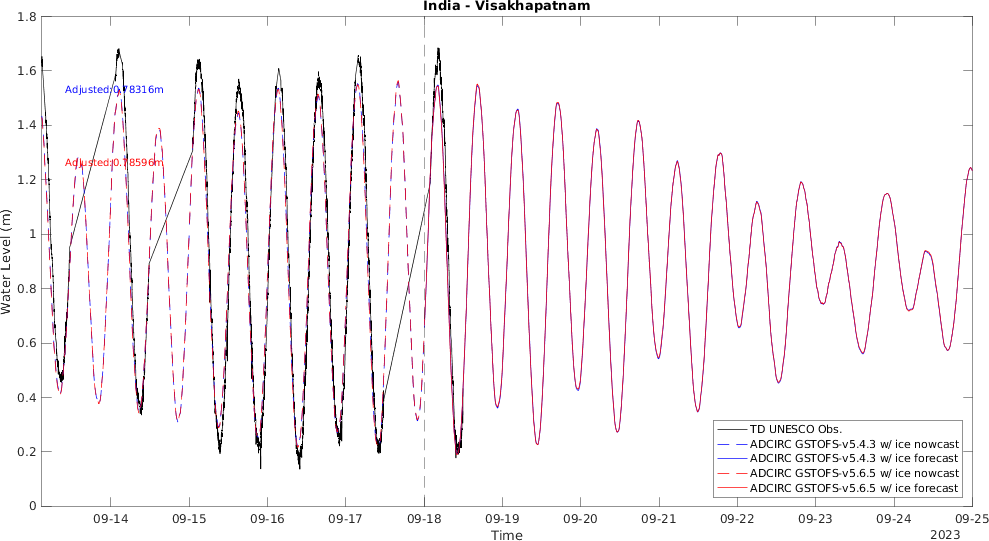 India - Visakhapatnam
1.8
1.6
1.4
1.2
1
0.8
0.6
0.4
0.2
0
Water Level (m)
Adjusted:0.78316m
Adjusted:0.78596m
TD UNESCO Obs.
ADCIRC GSTOFS-v5.4.3 w/ ice nowcast
ADCIRC GSTOFS-v5.4.3 w/ ice forecast
ADCIRC GSTOFS-v5.6.5 w/ ice nowcast
ADCIRC GSTOFS-v5.6.5 w/ ice forecast
09-14 09-15 09-16 09-17 09-18 09-19 09-20 09-21 09-22 09-23 09-24 09-25
Time
2023